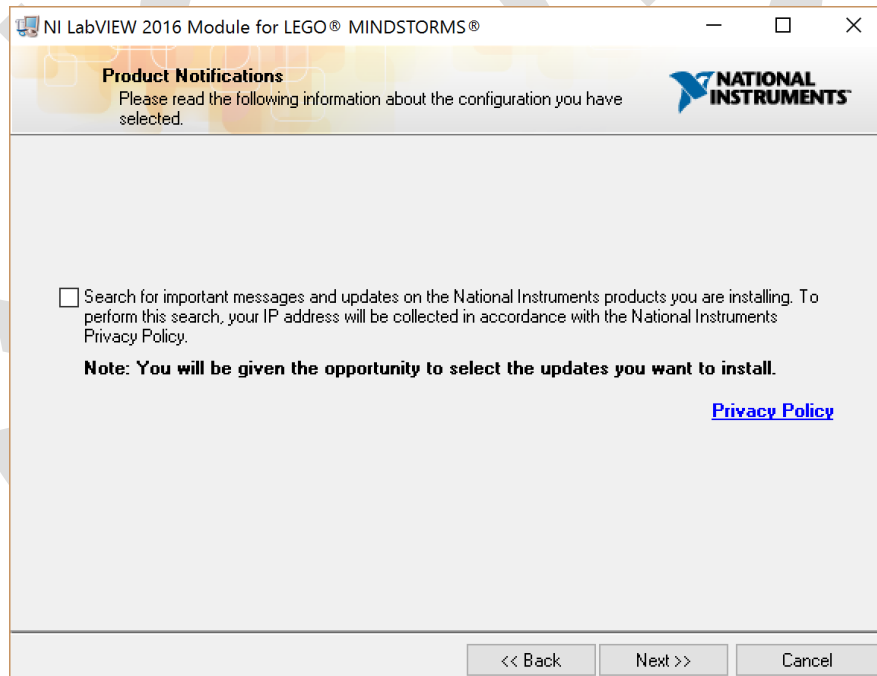 NI LabVIEW 2016 Module for LEGO® MINDSTORMS®
Product Notifications
Please read the following information about the configuration you have
selected.
NATIONAL
INSTRUMENTS™
Search for important messages and updates on the National Instruments products you are installing. To
perform this search, your IP address will be collected in accordance with the National Instruments
Privacy Policy.
Note: You will be given the opportunity to select the updates you want to install.
Privacy Policy
<< Back
Next >>
Cancel